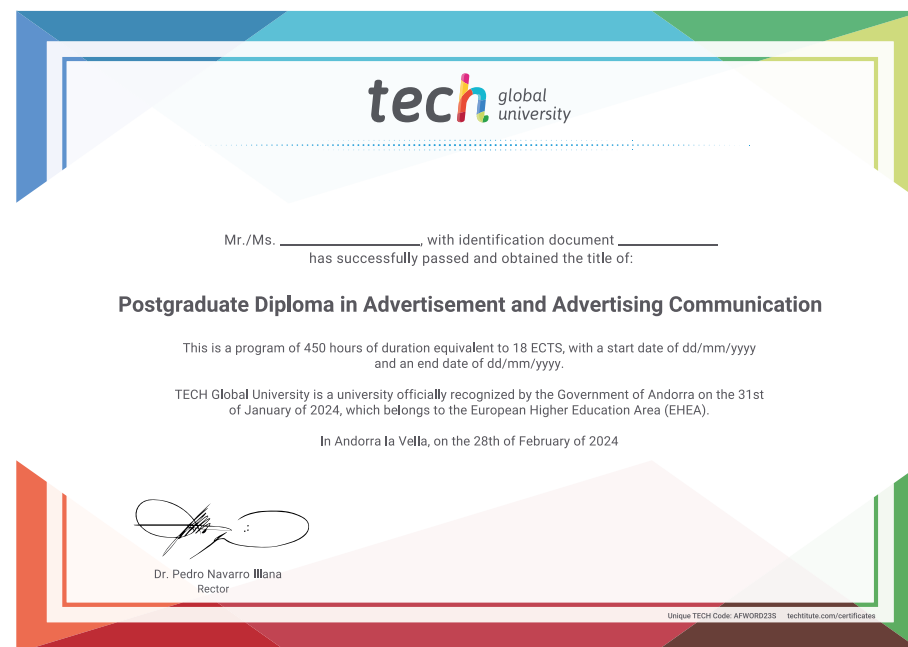 tech global
university
Mr./Ms. ____________________, with identification document ______________
has successfully passed and obtained the title of:
Postgraduate Diploma in Advertisement and Advertising Communication
This is a program of 450 hours of duration equivalent to 18 ECTS, with a start date of dd/mm/yyyy
and an end date of dd/mm/yyyy.
TECH Global University is a university officially recognized by the Government of Andorra on the 31st
of January of 2024, which belongs to the European Higher Education Area (EHEA).
In Andorra la Vella, on the 28th of February of 2024
Dr. Pedro Navarro Illana
Rector
Unique TECH Code: AFWORD23S techtitute.com/certificates